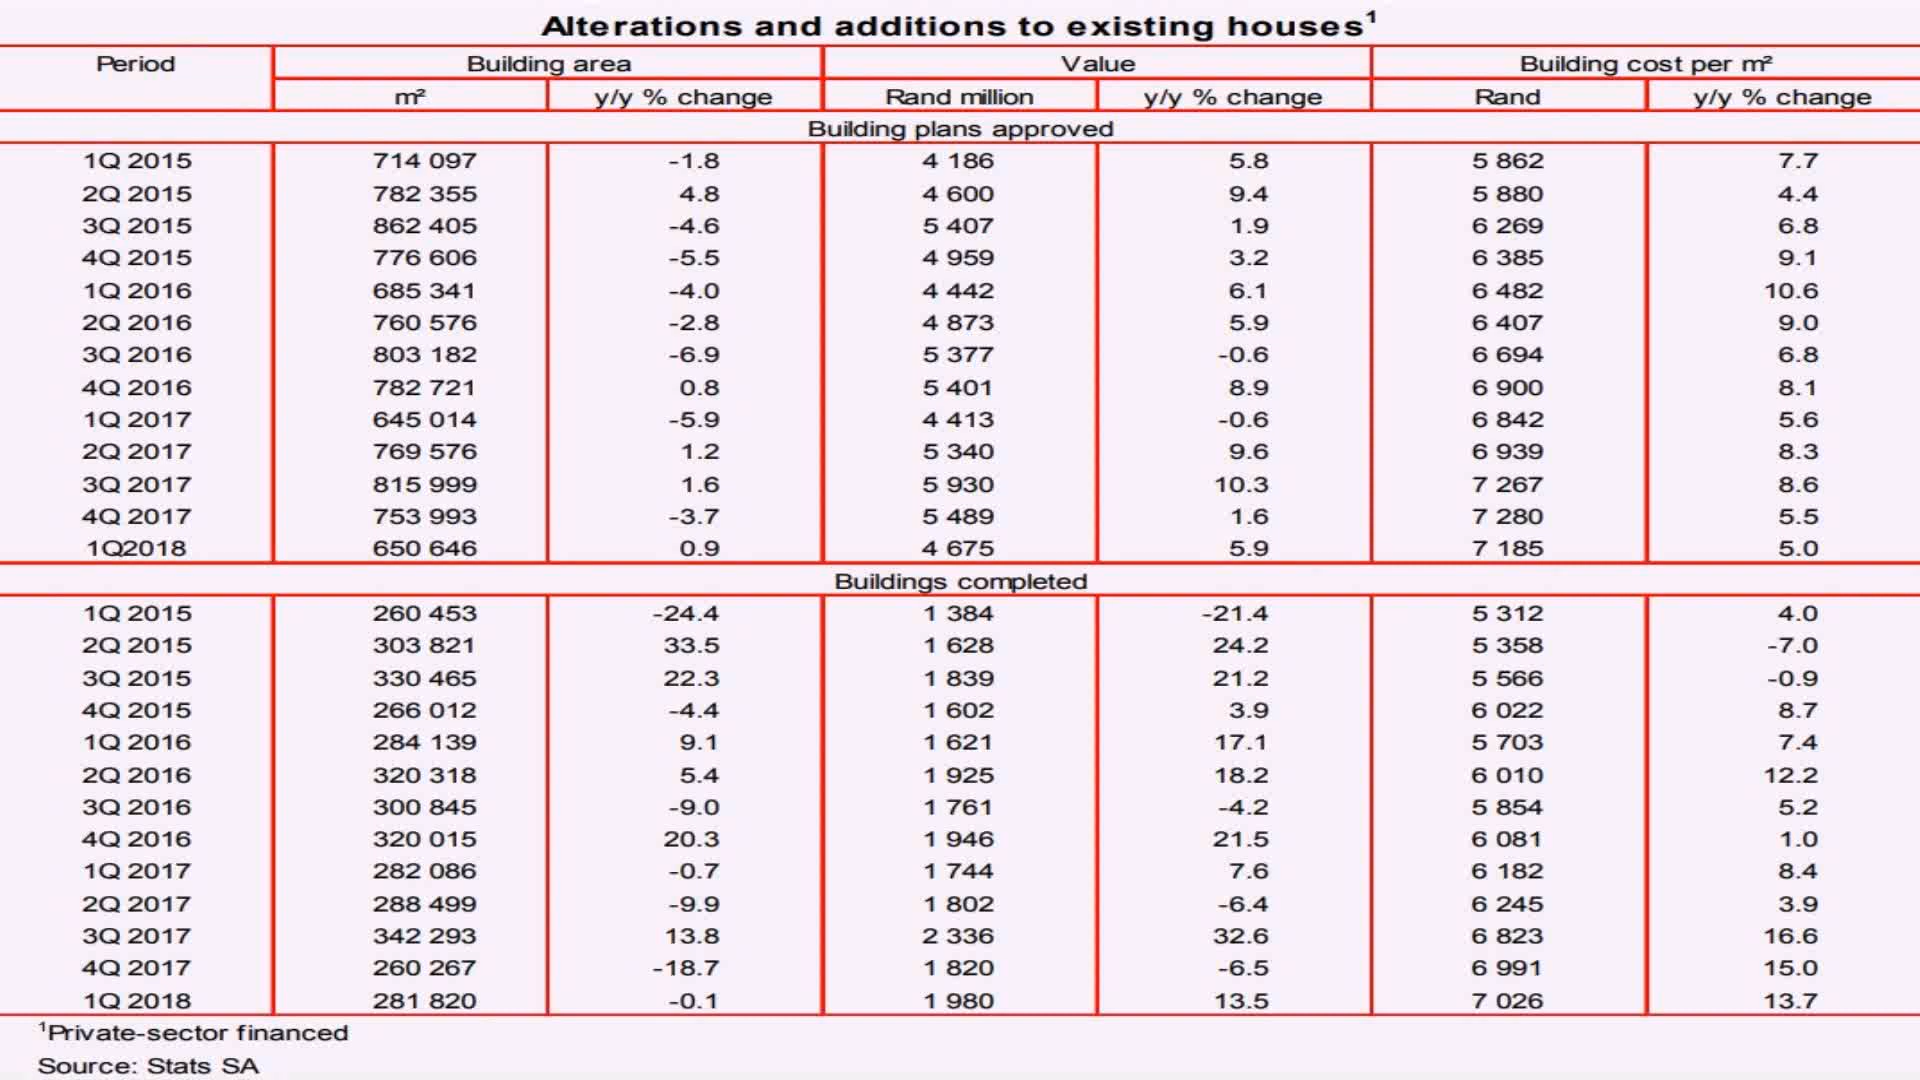 Alterations and additions to existing houses¹
Period Building area Value Building cost per m²
m² y/y % change Rand million y/y % change Rand y/y % change
Building plans approved
1Q 2015 714 097 -1.8 4 186 5.8 5 862 7.7
2Q 2015 782 355 4.8 4 600 9.4 5 880 4.4
3Q 2015 862 405 -4.6 5 407 1.9 6 269 6.8
4Q 2015 776 606 -5.5 4 959 3.2 6 385 9.1
1Q 2016 685 341 -4.0 4 442 6.1 6 482 10.6
2Q 2016 760 576 -2.8 4 873 5.9 6 407 9.0
3Q 2016 803 182 -6.9 5 377 -0.6 6 694 6.8
4Q 2016 782 721 0.8 5 401 8.9 6 900 8.1
1Q 2017 645 014 -5.9 4 413 -0.6 6 842 5.6
2Q 2017 769 576 1.2 5 340 9.6 6 939 8.3
3Q 2017 815 999 1.6 5 930 10.3 7 267 8.6
4Q 2017 753 993 -3.7 5 489 1.6 7 280 5.5
1Q2018 650 646 0.9 4 675 5.9 7 185 5.0
Buildings completed
1Q 2015 260 453 -24.4 1 384 -21.4 5 312 4.0
2Q 2015 303 821 33.5 1 628 24.2 5 358 -7.0
3Q 2015 330 465 22.3 1 839 21.2 5 566 -0.9
4Q 2015 266 012 -4.4 1 602 3.9 6 022 8.7
1Q 2016 284 139 9.1 1 621 17.1 5 703 7.4
2Q 2016 320 318 5.4 1 925 18.2 6 010 12.2
3Q 2016 300 845 -9.0 1 761 -4.2 5 854 5.2
4Q 2016 320 015 20.3 1 946 21.5 6 081 1.0
1Q 2017 282 086 -0.7 1 744 7.6 6 182 8.4
2Q 2017 288 499 -9.9 1 802 -6.4 6 245 3.9
3Q 2017 342 293 13.8 2 336 32.6 6 823 16.6
4Q 2017 260 267 -18.7 1 820 -6.5 6 991 15.0
1Q 2018 281 820 -0.1 1 980 13.5 7 026 13.7
¹Private-sector financed
Source: Stats SA